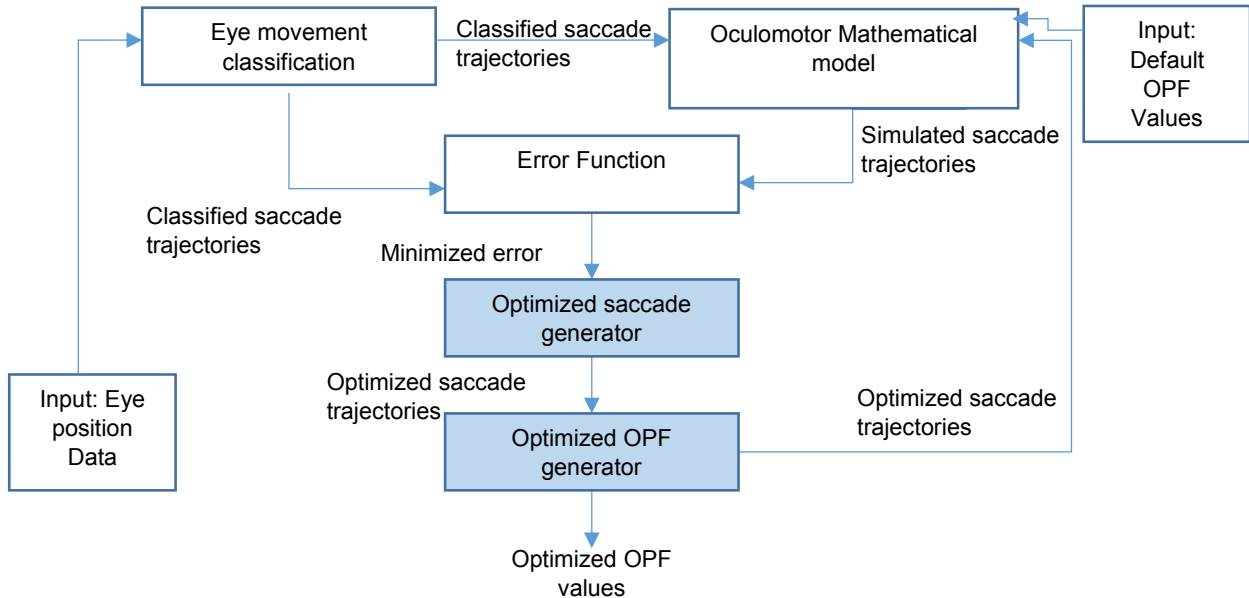 Eye movement
classification
Classified saccade
trajectories
Oculomotor Mathematical
model
Input:
Default
OPF
Values
Simulated saccade
trajectories
Error Function
Classified saccade
trajectories
Minimized error
Optimized saccade
generator
Input: Eye
position
Data
Optimized saccade
trajectories
Optimized saccade
trajectories
Optimized OPF
generator
Optimized OPF
values